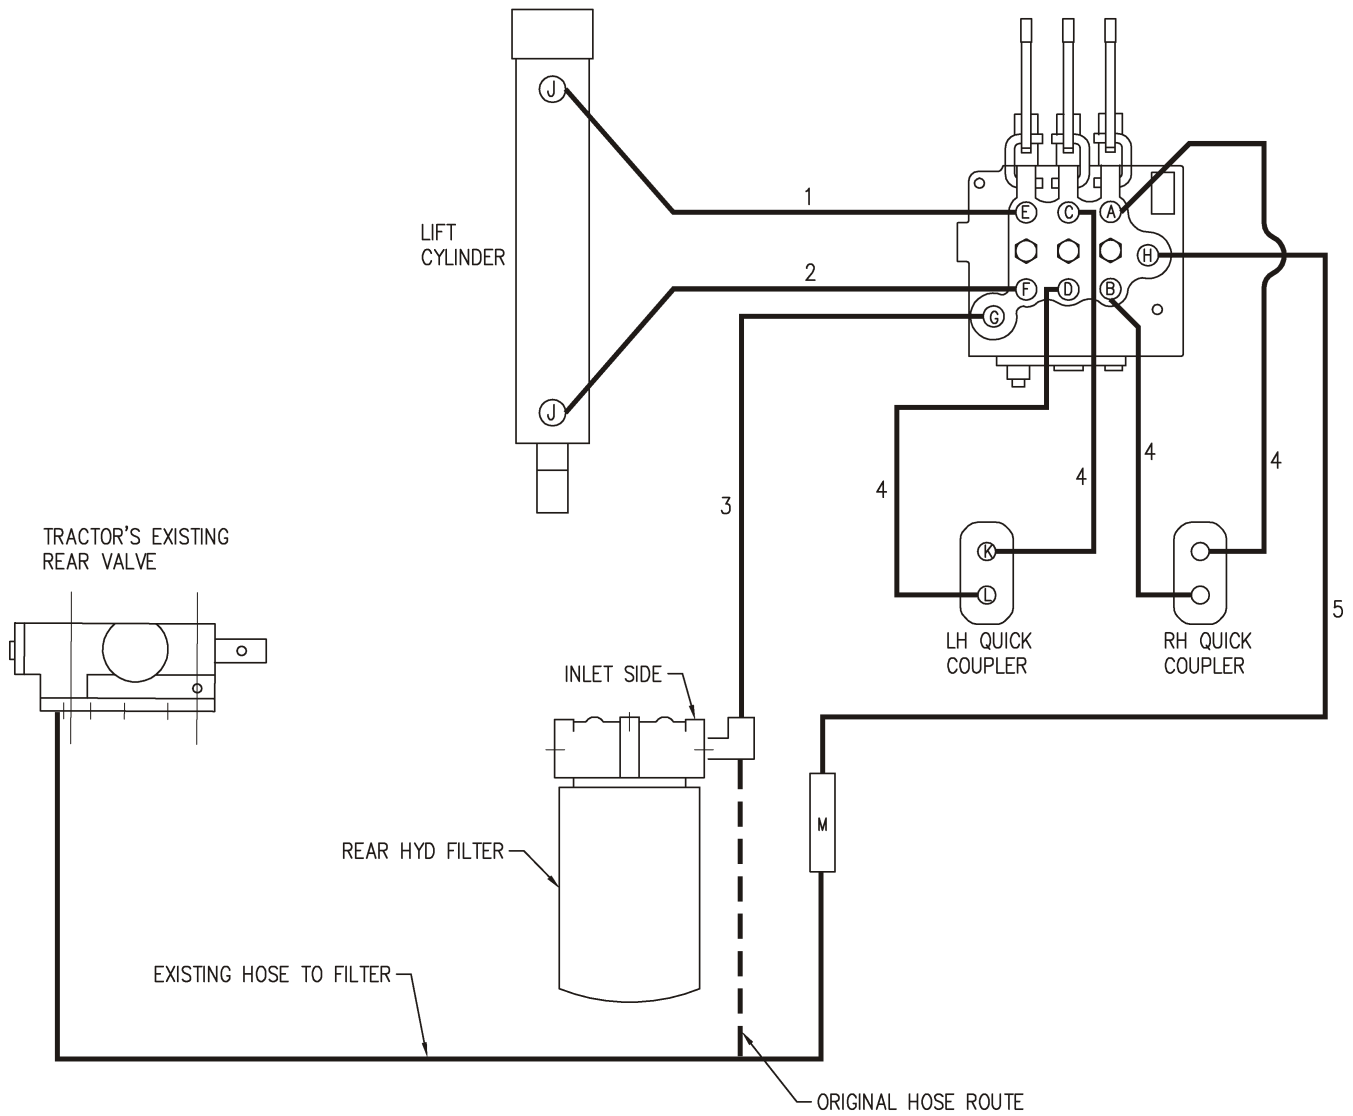 J
1
E
C
A
LIFT
CYLINDER
H
2
F
D
B
G
J
4
4
4
4
3
TRACTOR'S EXISTING
REAR VALVE
K
L
5
LH QUICK
COUPLER
RH QUICK
COUPLER
INLET SIDE
M
REAR HYD FILTER
EXISTING HOSE TO FILTER
ORIGINAL HOSE ROUTE